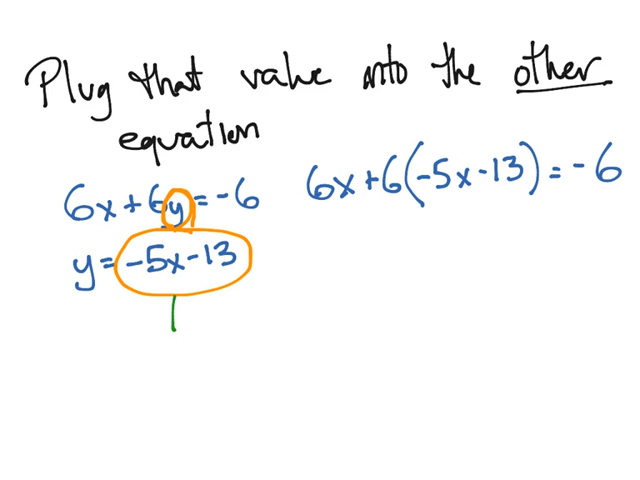 Plug that value into the other
equation
6x+6y=-6
6x+6(-5x-13)=-6
y=-5x-13